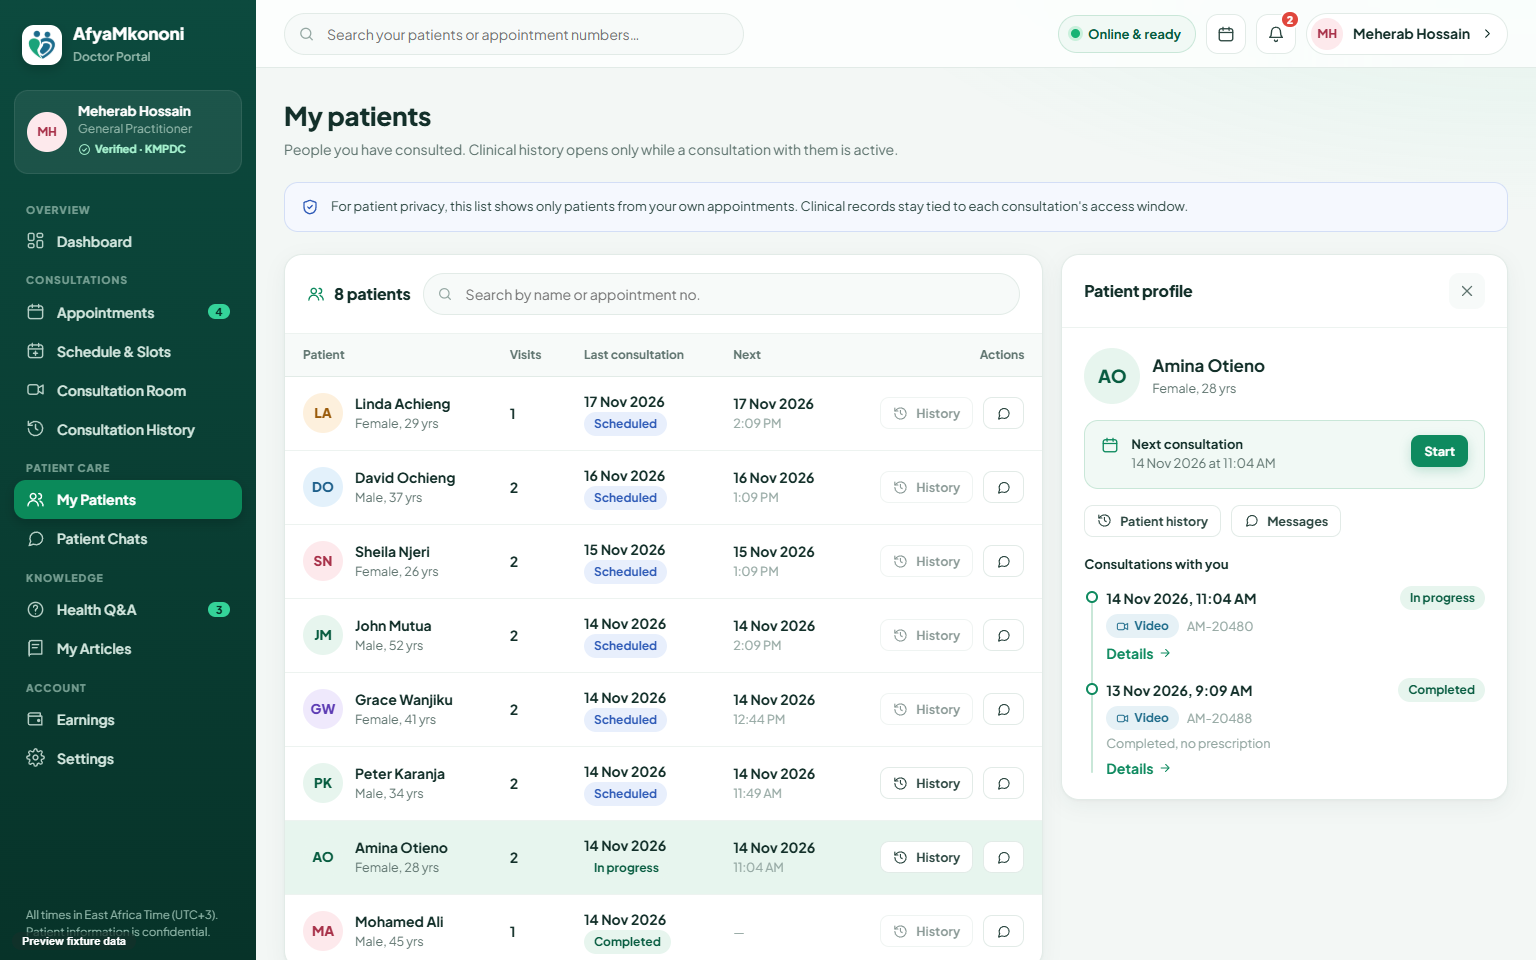 AfyaMkononi
Doctor Portal
MH
Meherab Hossain
General Practitioner
Verified · KMPDC
OVERVIEW
Dashboard
CONSULTATIONS
Appointments 4
Schedule & Slots
Consultation Room
Consultation History
PATIENT CARE
My Patients
Patient Chats
KNOWLEDGE
Health Q&A 3
My Articles
ACCOUNT
Earnings
Settings
All times in East Africa Time (UTC+3).
Patient information is confidential.
Preview fixture data
Search your patients or appointment numbers...
Online & ready
2
MH Meherab Hossain
My patients
People you have consulted. Clinical history opens only while a consultation with them is active.
For patient privacy, this list shows only patients from your own appointments. Clinical records stay tied to each consultation's access window.
8 patients
Search by name or appointment no.
Patient Visits Last consultation Next Actions
LA
Linda Achieng
Female, 29 yrs
1
17 Nov 2026
Scheduled
17 Nov 2026
2:09 PM
History
DO
David Ochieng
Male, 37 yrs
2
16 Nov 2026
Scheduled
16 Nov 2026
1:09 PM
History
SN
Sheila Njeri
Female, 26 yrs
2
15 Nov 2026
Scheduled
15 Nov 2026
1:09 PM
History
JM
John Mutua
Male, 52 yrs
2
14 Nov 2026
Scheduled
14 Nov 2026
2:09 PM
History
GW
Grace Wanjiku
Female, 41 yrs
2
14 Nov 2026
Scheduled
14 Nov 2026
12:44 PM
History
PK
Peter Karanja
Male, 34 yrs
2
14 Nov 2026
Scheduled
14 Nov 2026
11:49 AM
History
AO
Amina Otieno
Female, 28 yrs
2
14 Nov 2026
In progress
14 Nov 2026
11:04 AM
History
MA
Mohamed Ali
Male, 45 yrs
1
14 Nov 2026
Completed
—
History
Patient profile
AO
Amina Otieno
Female, 28 yrs
Next consultation
14 Nov 2026 at 11:04 AM
Start
Patient history
Messages
Consultations with you
14 Nov 2026, 11:04 AM In progress
Video AM-20480
Details →
13 Nov 2026, 9:09 AM Completed
Video AM-20488
Completed, no prescription
Details →